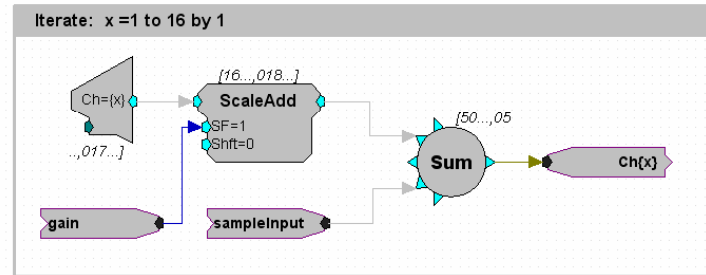 Iterate: x =1 to 16 by 1
[16...,018...]
Ch={x}
ScaleAdd
SF=1
Shft=0
..,017...]
[50...,05
Sum
Ch{x}
gain
sampleInput